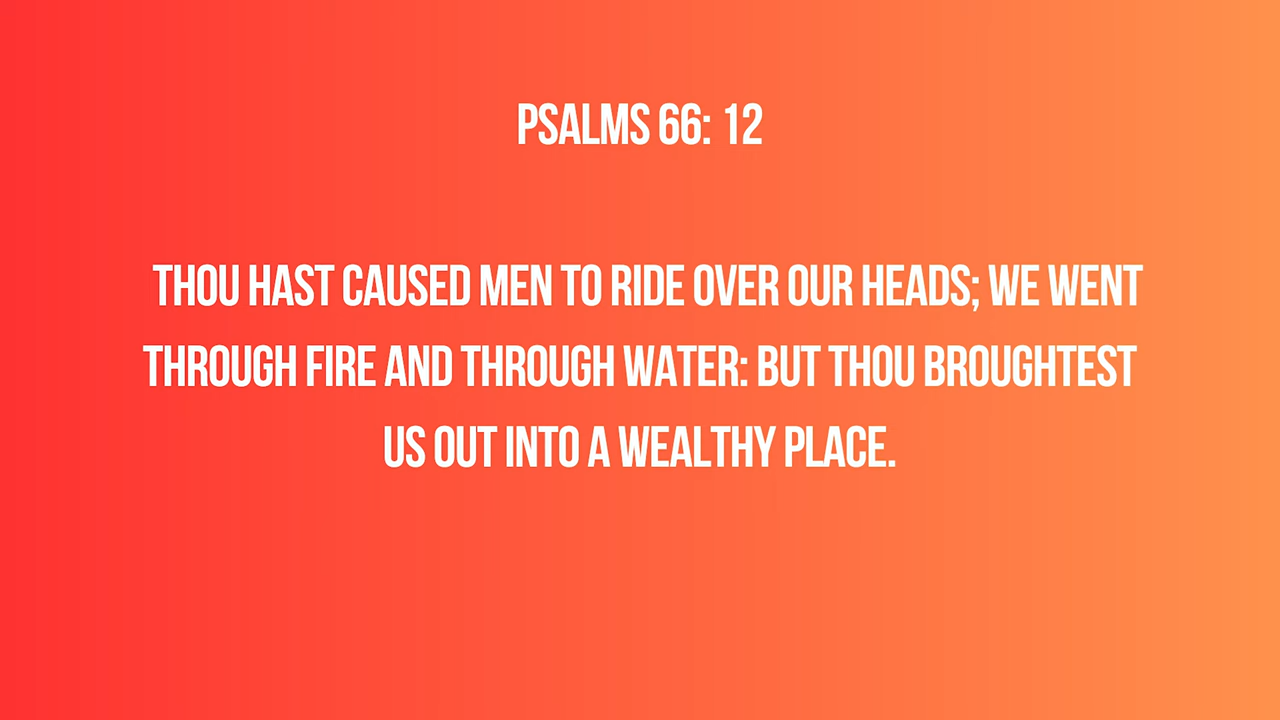 PSALMS 66: 12
THOU HAST CAUSED MEN TO RIDE OVER OUR HEADS; WE WENT
THROUGH FIRE AND THROUGH WATER: BUT THOU BROUGHTEST
US OUT INTO A WEALTHY PLACE.